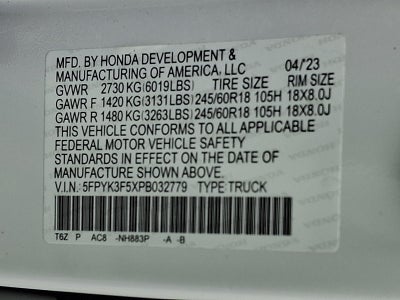 MFD. BY HONDA DEVELOPMENT & 04/'23
MANUFACTURING OF AMERICA, LLC
GVWR 2730 KG (6019LBS) TIRE SIZE RIM SIZE
GAWR F 1420 KG (3131LBS) 245/60R18 105H 18X8.0J
GAWR R 1480 KG (3263LBS) 245/60R18 105H 18X8.0J
THIS VEHICLE CONFORMS TO ALL APPLICABLE
FEDERAL MOTOR VEHICLE SAFETY
STANDARDS IN EFFECT ON THE DATE OF
MANUFACTURE SHOWN ABOVE.
V.I.N.: 5FPYK3F5XPB032779 TYPE: TRUCK
T6Z P AC8 -NH883P -A -B